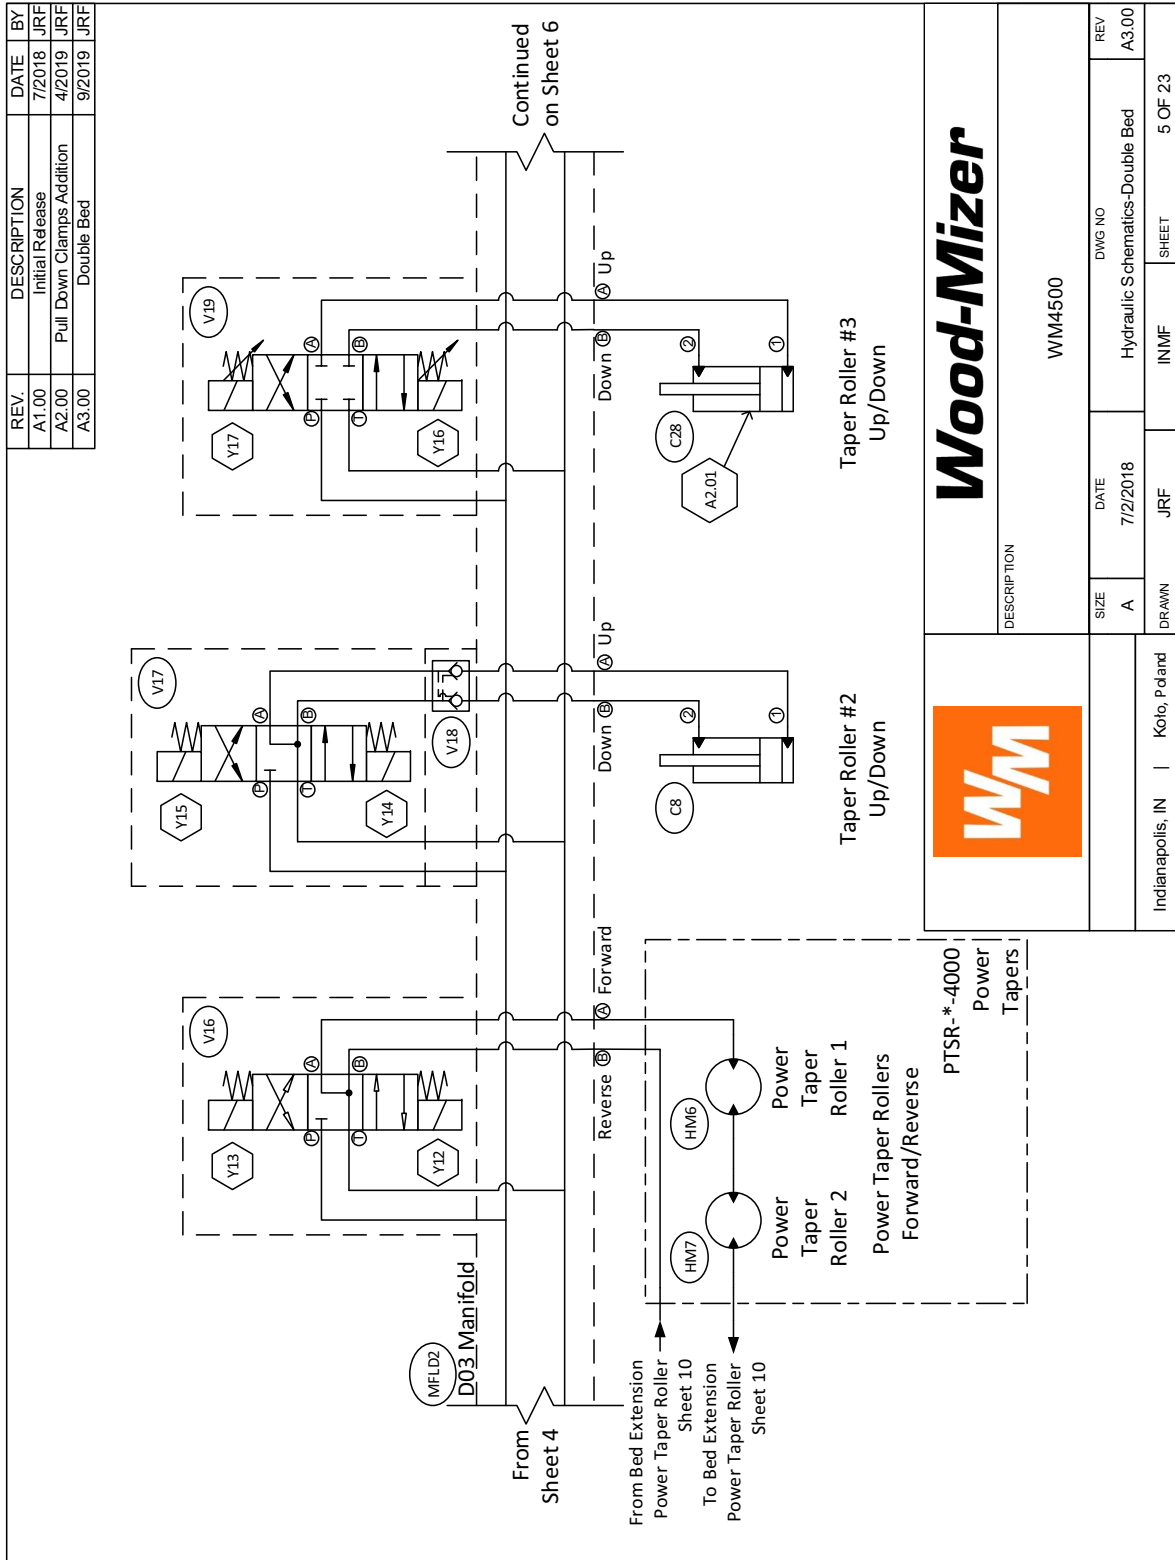 REV. DESCRIPTION DATE BY
A1.00 Initial Release 7/2018 JRF
A2.00 Pull Down Clamps Addition 4/2019 JRF
A3.00 Double Bed 9/2019 JRF
MFLD2
D03 Manifold
From
Sheet 4
Continued
on Sheet 6
V16
Y13
Y12
P
A
T
B
Reverse B
A Forward
V17
Y15
Y14
P
A
T
B
V18
Down B
A Up
V19
Y17
Y16
P
A
T
B
Down B
A Up
From Bed Extension
Power Taper Roller
Sheet 10
To Bed Extension
Power Taper Roller
Sheet 10
HM7
HM6
Power
Taper
Roller 2
Power
Taper
Roller 1
Power Taper Rollers
Forward/Reverse
PTSR-*-4000
Power
Tapers
C8
2
1
Taper Roller #2
Up/Down
C28
A2.01
2
1
Taper Roller #3
Up/Down
WM
Wood-Mizer
DESCRIPTION
WM4500
SIZE
A
DATE
7/2/2018
DWG NO
Hydraulic Schematics-Double Bed
REV
A3.00
Indianapolis, IN | Koło, Poland
DRAWN JRF INMF SHEET 5 OF 23